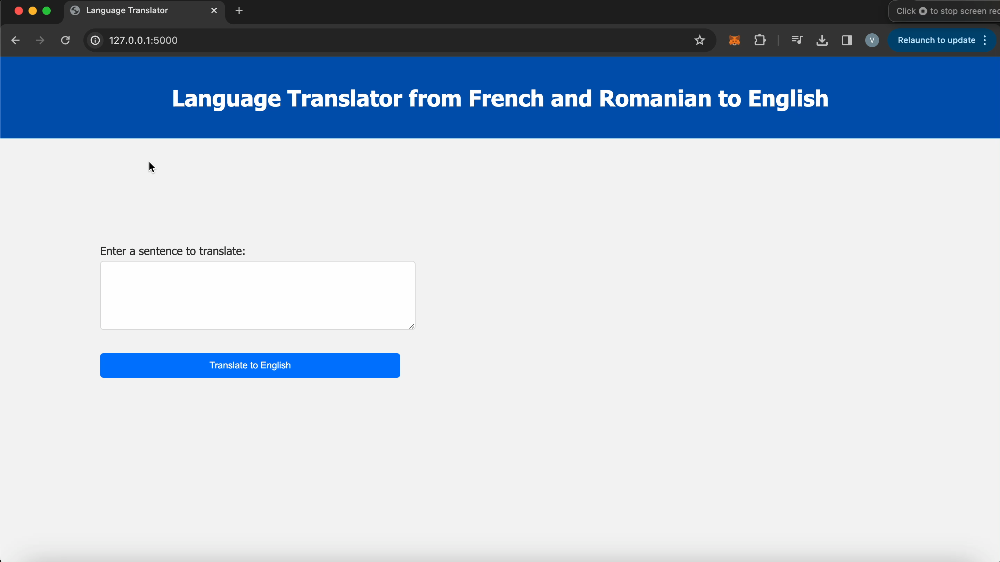 Language Translator
Click to stop screen rec
127.0.0.1:5000
V
Relaunch to update
Language Translator from French and Romanian to English
Enter a sentence to translate:
Translate to English